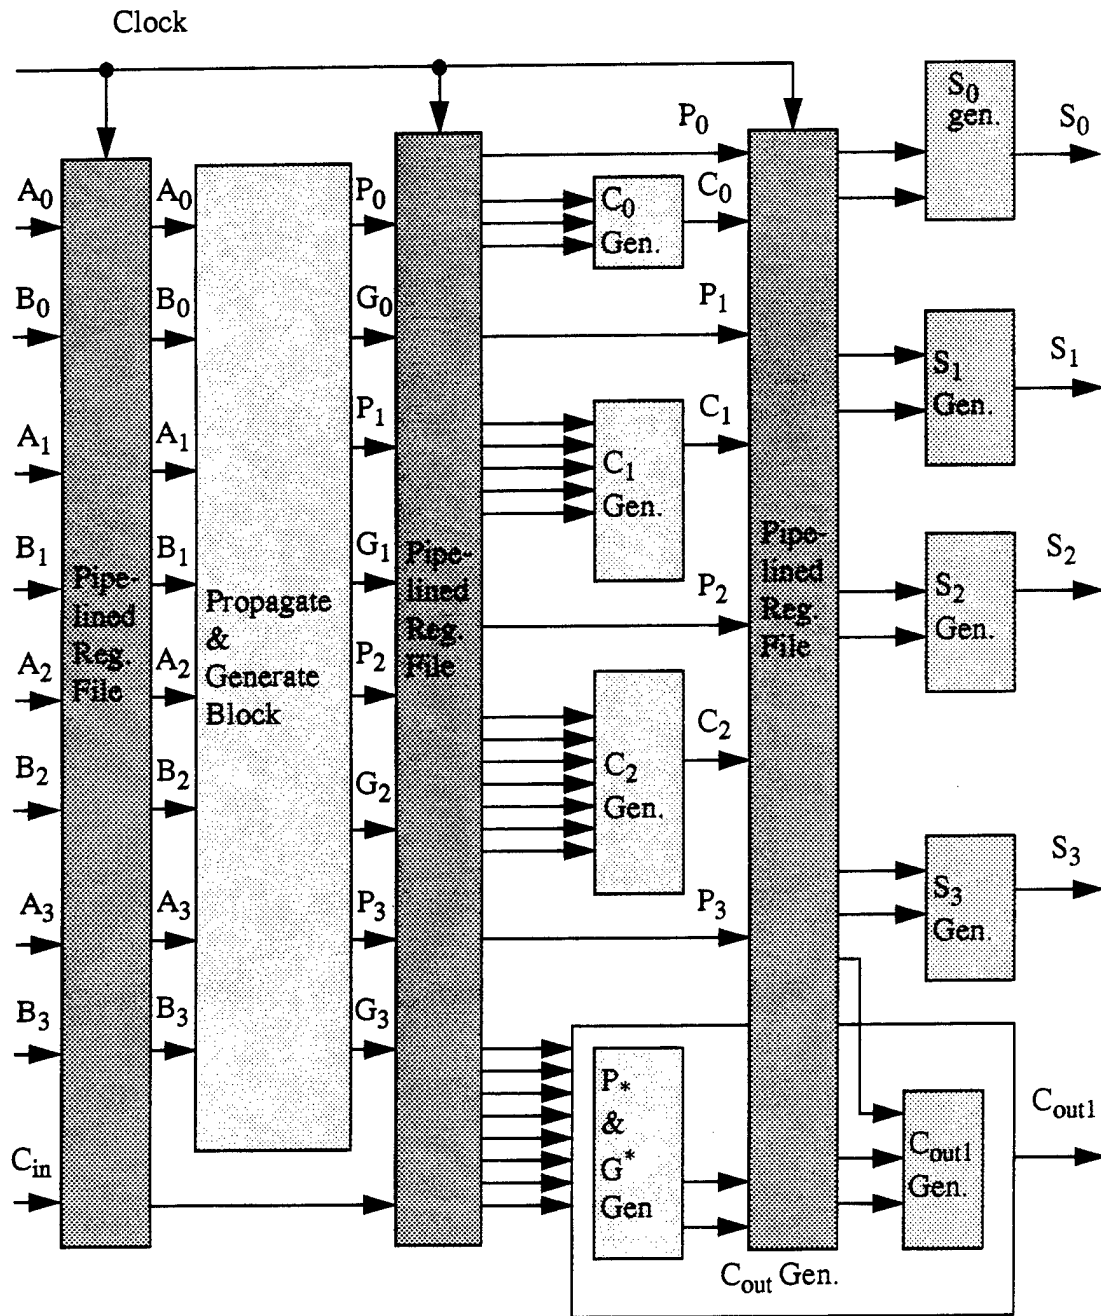 Clock
A0
B0
A1
B1
A2
B2
A3
B3
Cin
Pipe-
lined
Reg.
File
A0
B0
A1
B1
A2
B2
A3
B3
Propagate
&
Generate
Block
P0
G0
P1
G1
P2
G2
P3
G3
Pipe-
lined
Reg.
File
C0
Gen.
C1
Gen.
C2
Gen.
P*
&
G*
Gen
P0
C0
P1
C1
P2
C2
P3
Pipe-
lined
Reg.
File
Cout Gen.
S0
gen.
S1
Gen.
S2
Gen.
S3
Gen.
Cout1
Gen.
S0
S1
S2
S3
Cout1